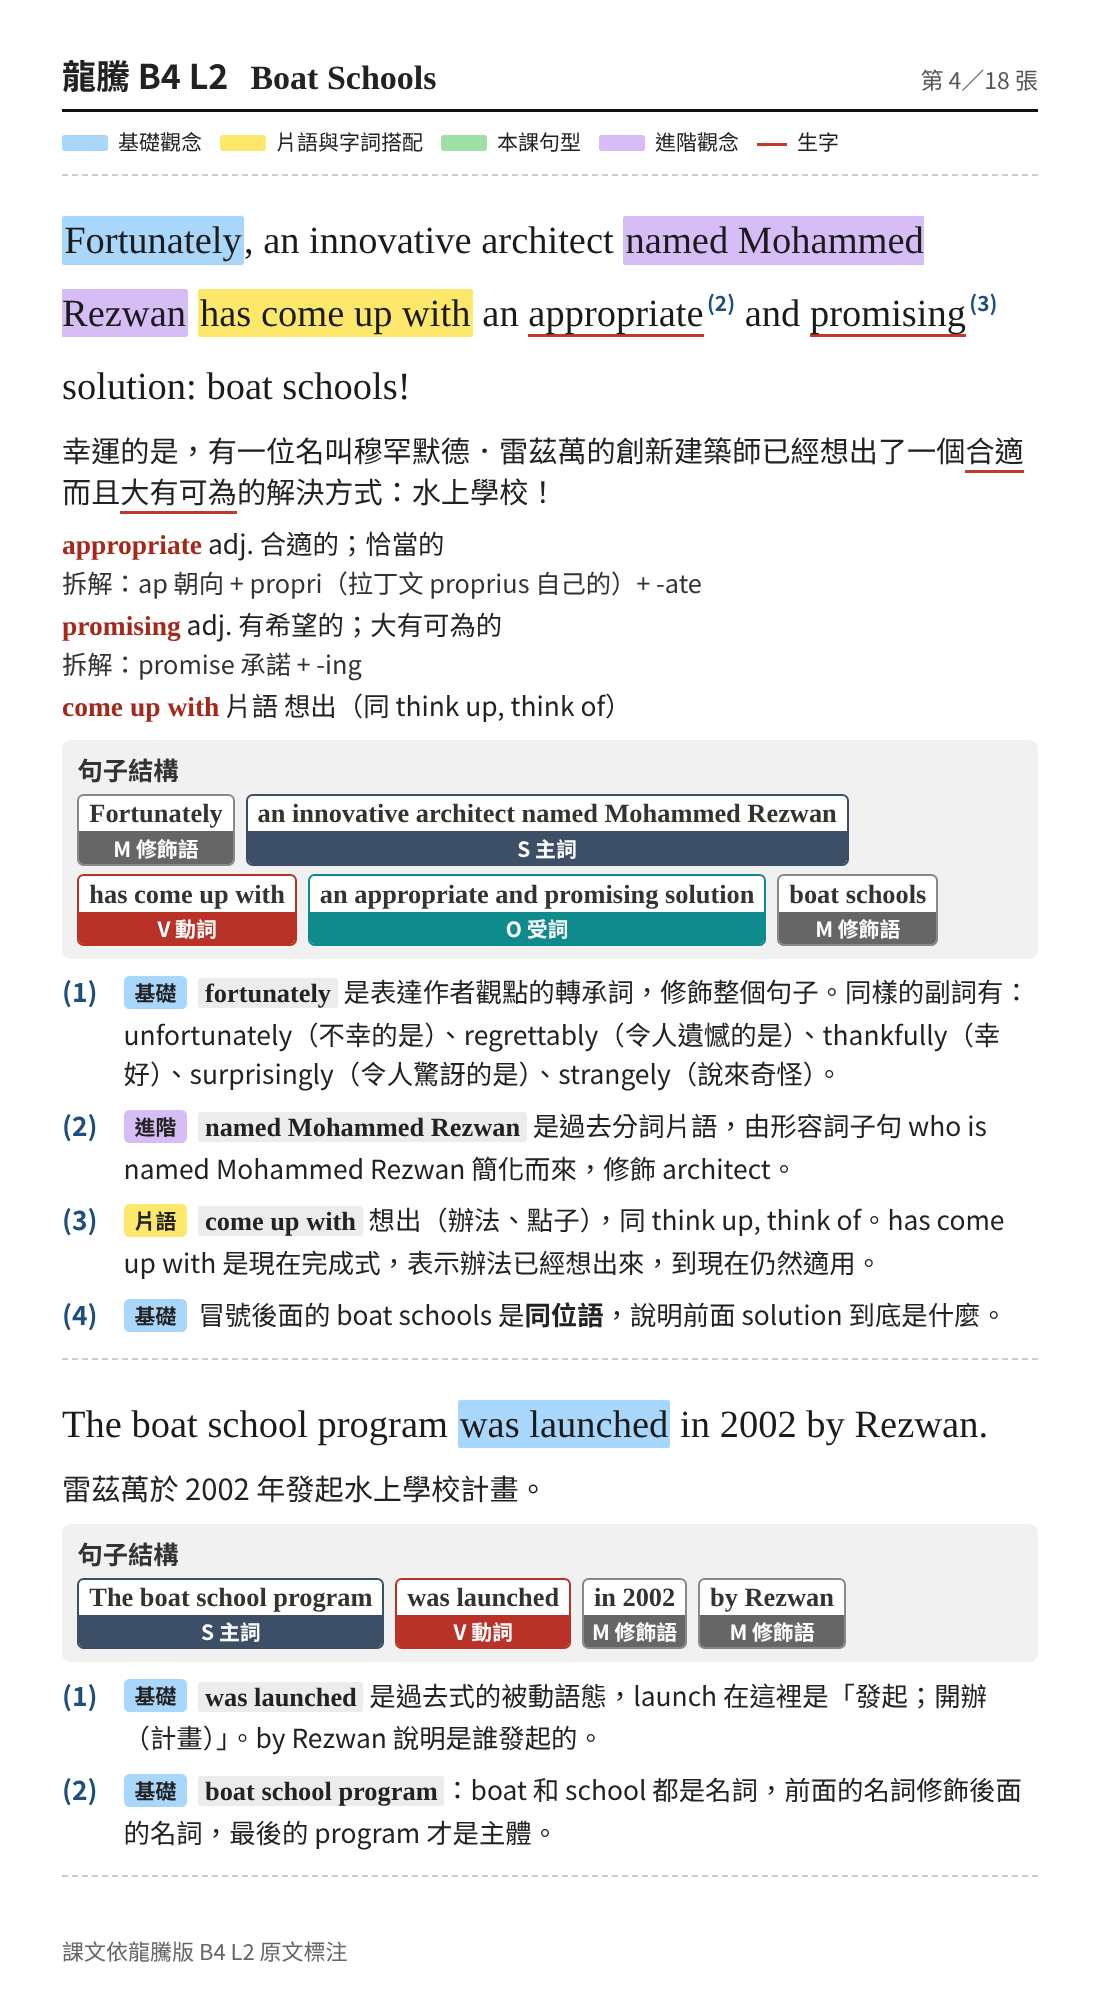 龍騰 B4 L2 Boat Schools
第 4／18 張
基礎觀念 片語與字詞搭配 本課句型 進階觀念 生字
Fortunately, an innovative architect named Mohammed
Rezwan has come up with an appropriate(2) and promising(3)
solution: boat schools!
幸運的是，有一位名叫穆罕默德．雷茲萬的創新建築師已經想出了一個合適
而且大有可為的解決方式：水上學校！
appropriate adj. 合適的；恰當的
拆解：ap 朝向 + propri（拉丁文 proprius 自己的）+ -ate
promising adj. 有希望的；大有可為的
拆解：promise 承諾 + -ing
come up with 片語 想出（同 think up, think of）
句子結構
Fortunately an innovative architect named Mohammed Rezwan
M 修飾語 S 主詞
has come up with an appropriate and promising solution boat schools
V 動詞 O 受詞 M 修飾語
(1) 基礎 fortunately 是表達作者觀點的轉承詞，修飾整個句子。同樣的副詞有：
unfortunately（不幸的是）、regrettably（令人遺憾的是）、thankfully（幸
好）、surprisingly（令人驚訝的是）、strangely（說來奇怪）。
(2) 進階 named Mohammed Rezwan 是過去分詞片語，由形容詞子句 who is
named Mohammed Rezwan 簡化而來，修飾 architect。
(3) 片語 come up with 想出（辦法、點子），同 think up, think of。has come
up with 是現在完成式，表示辦法已經想出來，到現在仍然適用。
(4) 基礎 冒號後面的 boat schools 是同位語，說明前面 solution 到底是什麼。
The boat school program was launched in 2002 by Rezwan.
雷茲萬於 2002 年發起水上學校計畫。
句子結構
The boat school program was launched in 2002 by Rezwan
S 主詞 V 動詞 M 修飾語 M 修飾語
(1) 基礎 was launched 是過去式的被動語態，launch 在這裡是「發起；開辦
（計畫）」。by Rezwan 說明是誰發起的。
(2) 基礎 boat school program：boat 和 school 都是名詞，前面的名詞修飾後面
的名詞，最後的 program 才是主體。
課文依龍騰版 B4 L2 原文標注